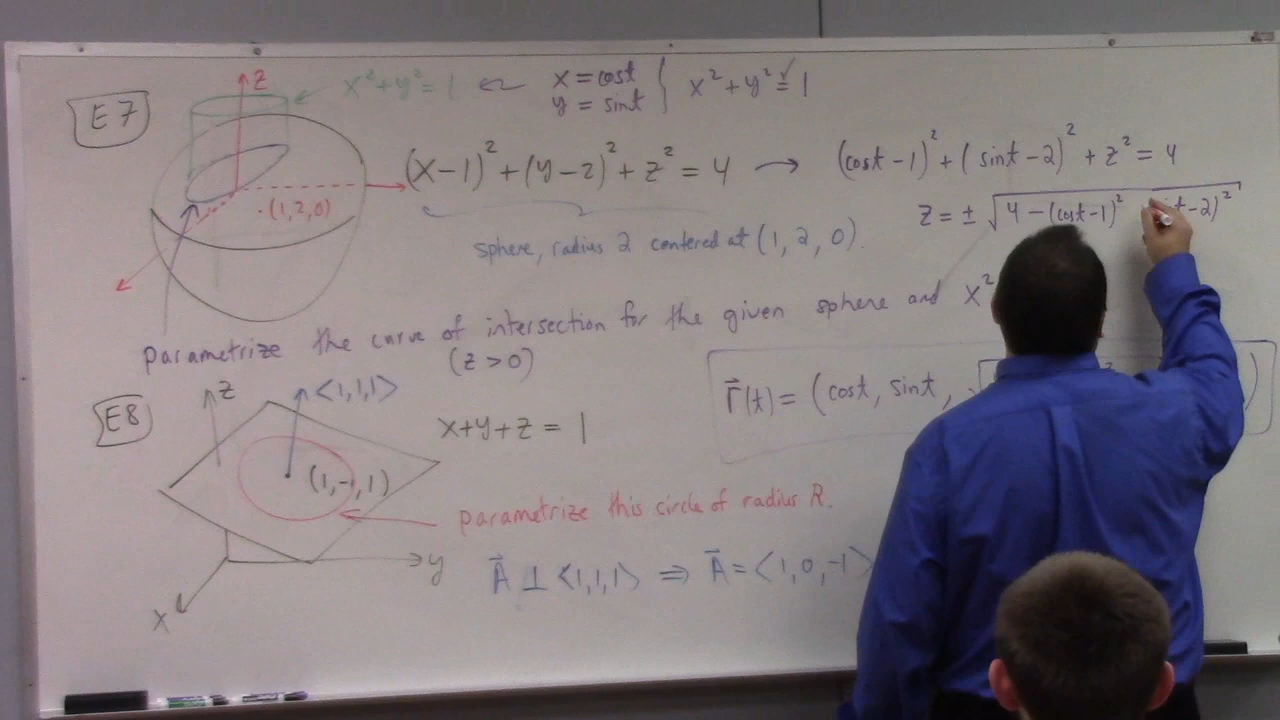 E7
z
x² + y² = 1 ⇐ x = cost
y = sint } x² + y² ≟ 1
(x-1)² + (y-2)² + z² = 4 → (cost - 1)² + (sint - 2)² + z² = 4
·(1,2,0)
z = ± √4 - (cost-1)² t-2)²
sphere, radius 2 centered at (1, 2, 0).
Parametrize the curve of intersection for the given sphere and x²
(z > 0)
r⃗(t) = (cost, sint, √ )
E8
z
<1,1,1>
x+y+z = 1
(1,-1,1)
parametrize this circle of radius R.
A⃗ ⊥ <1,1,1> ⇒ A⃗ = <1, 0, -1>
y
x